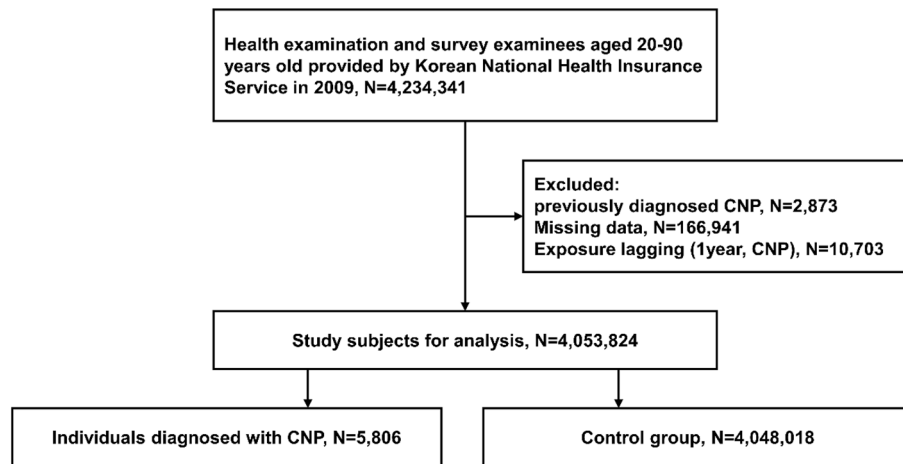 Health examination and survey examinees aged 20-90
years old provided by Korean National Health Insurance
Service in 2009, N=4,234,341
Excluded:
previously diagnosed CNP, N=2,873
Missing data, N=166,941
Exposure lagging (1year, CNP), N=10,703
Study subjects for analysis, N=4,053,824
Individuals diagnosed with CNP, N=5,806
Control group, N=4,048,018